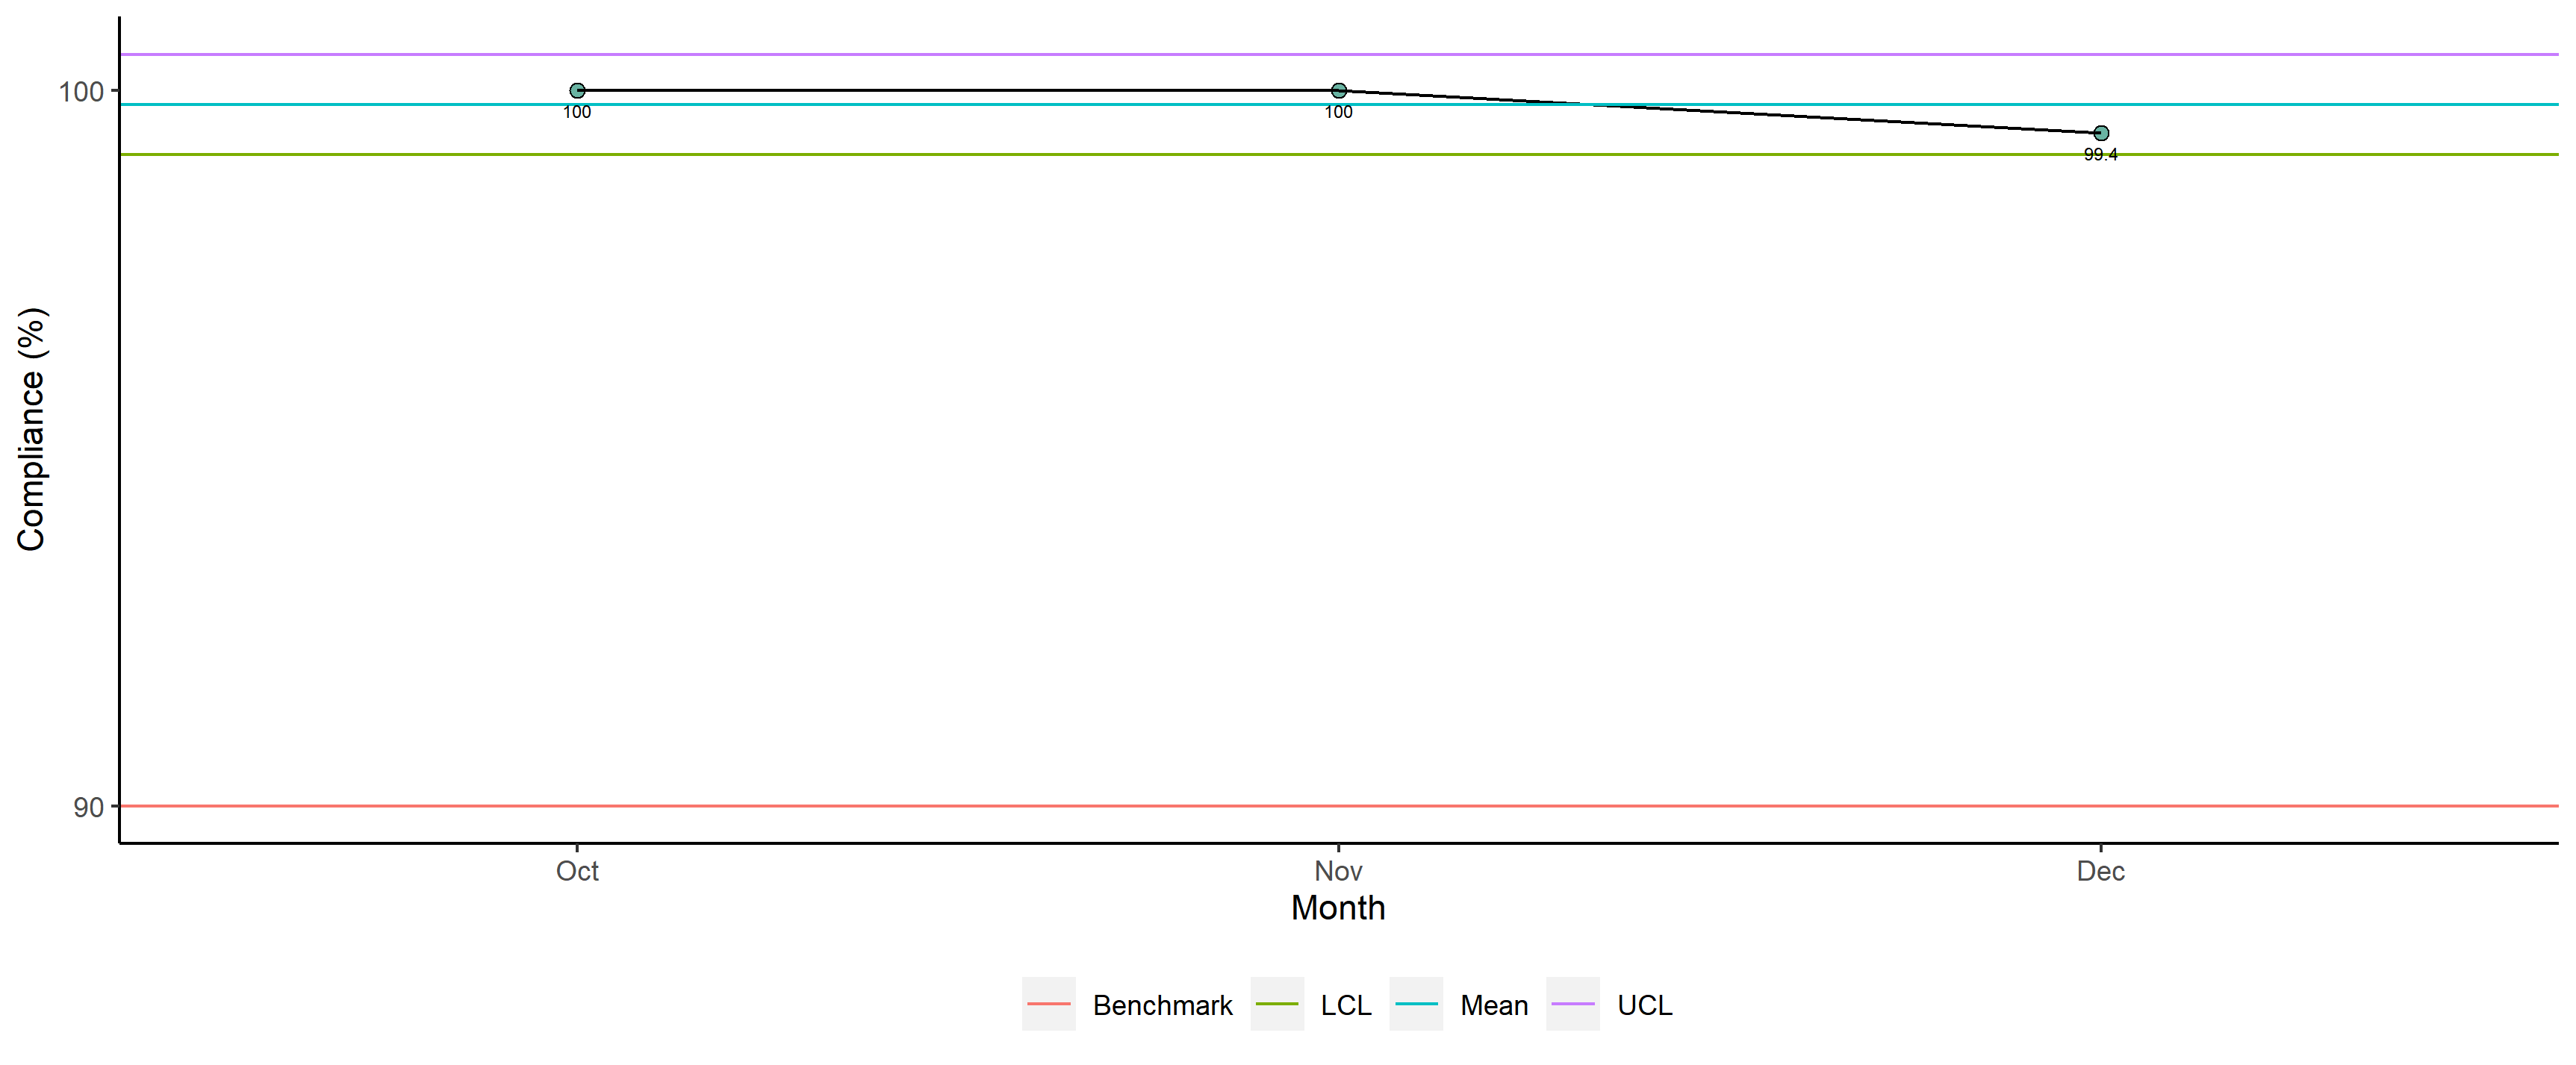 Compliance (%)
100
90
100
100
99.4
Oct
Nov
Dec
Month
Benchmark
LCL
Mean
UCL